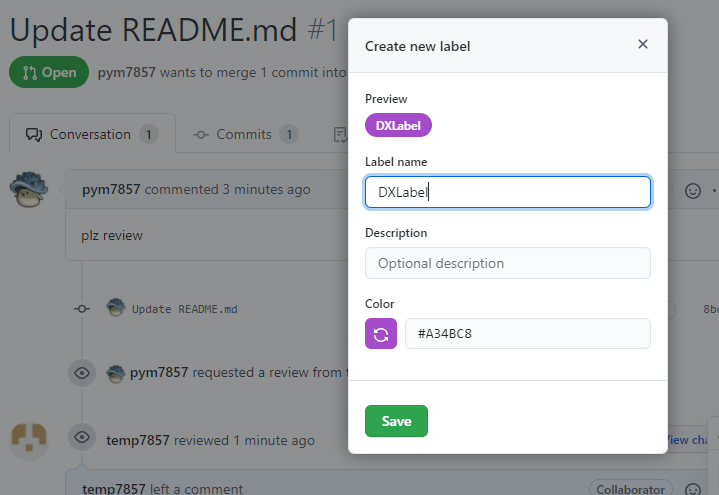 Update README.md #1
Open
pym7857 wants to merge 1 commit into
Conversation 1
Commits 1
pym7857 commented 3 minutes ago
plz review
Update README.md
pym7857 requested a review from
temp7857 reviewed 1 minute ago
View
temp7857 left a comment
Collaborator
Create new label
Preview
DXLabel
Label name
DXLabel
Description
Optional description
Color
#A34BC8
Save